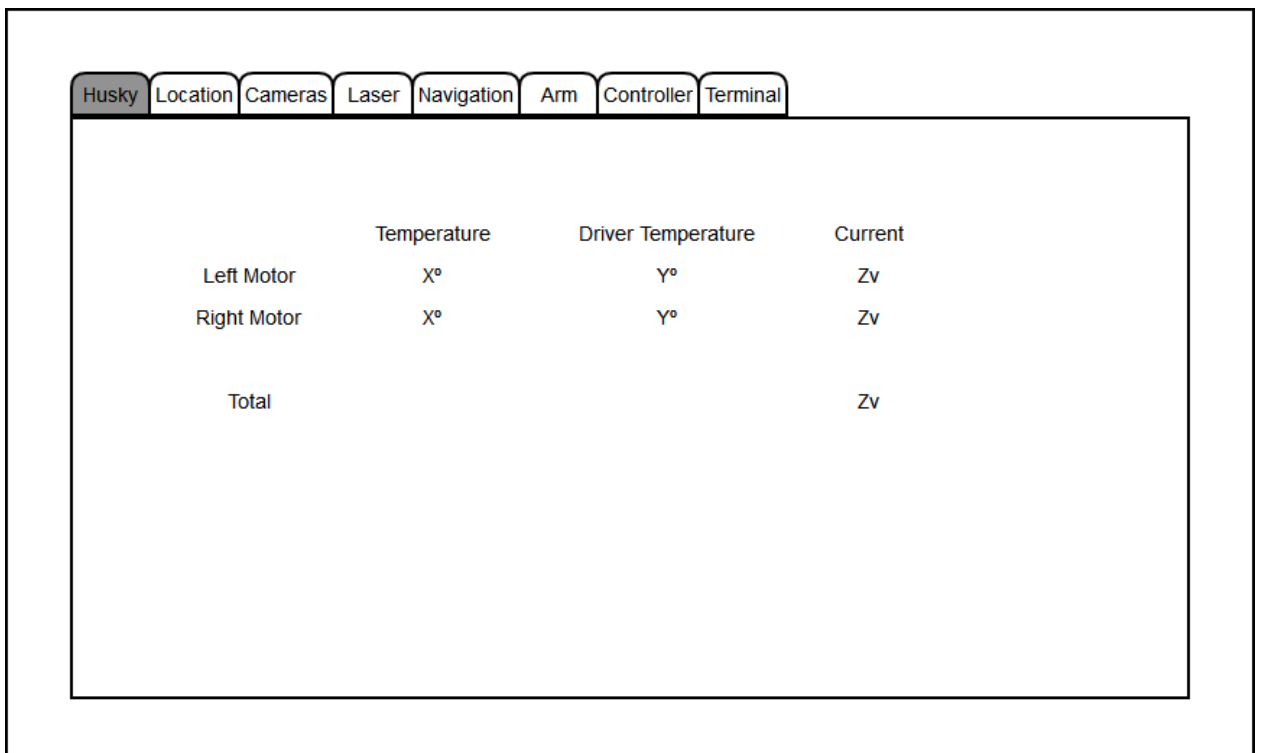 Husky Location Cameras Laser Navigation Arm Controller Terminal
Temperature Driver Temperature Current
Left Motor Xº Yº Zv
Right Motor Xº Yº Zv
Total Zv